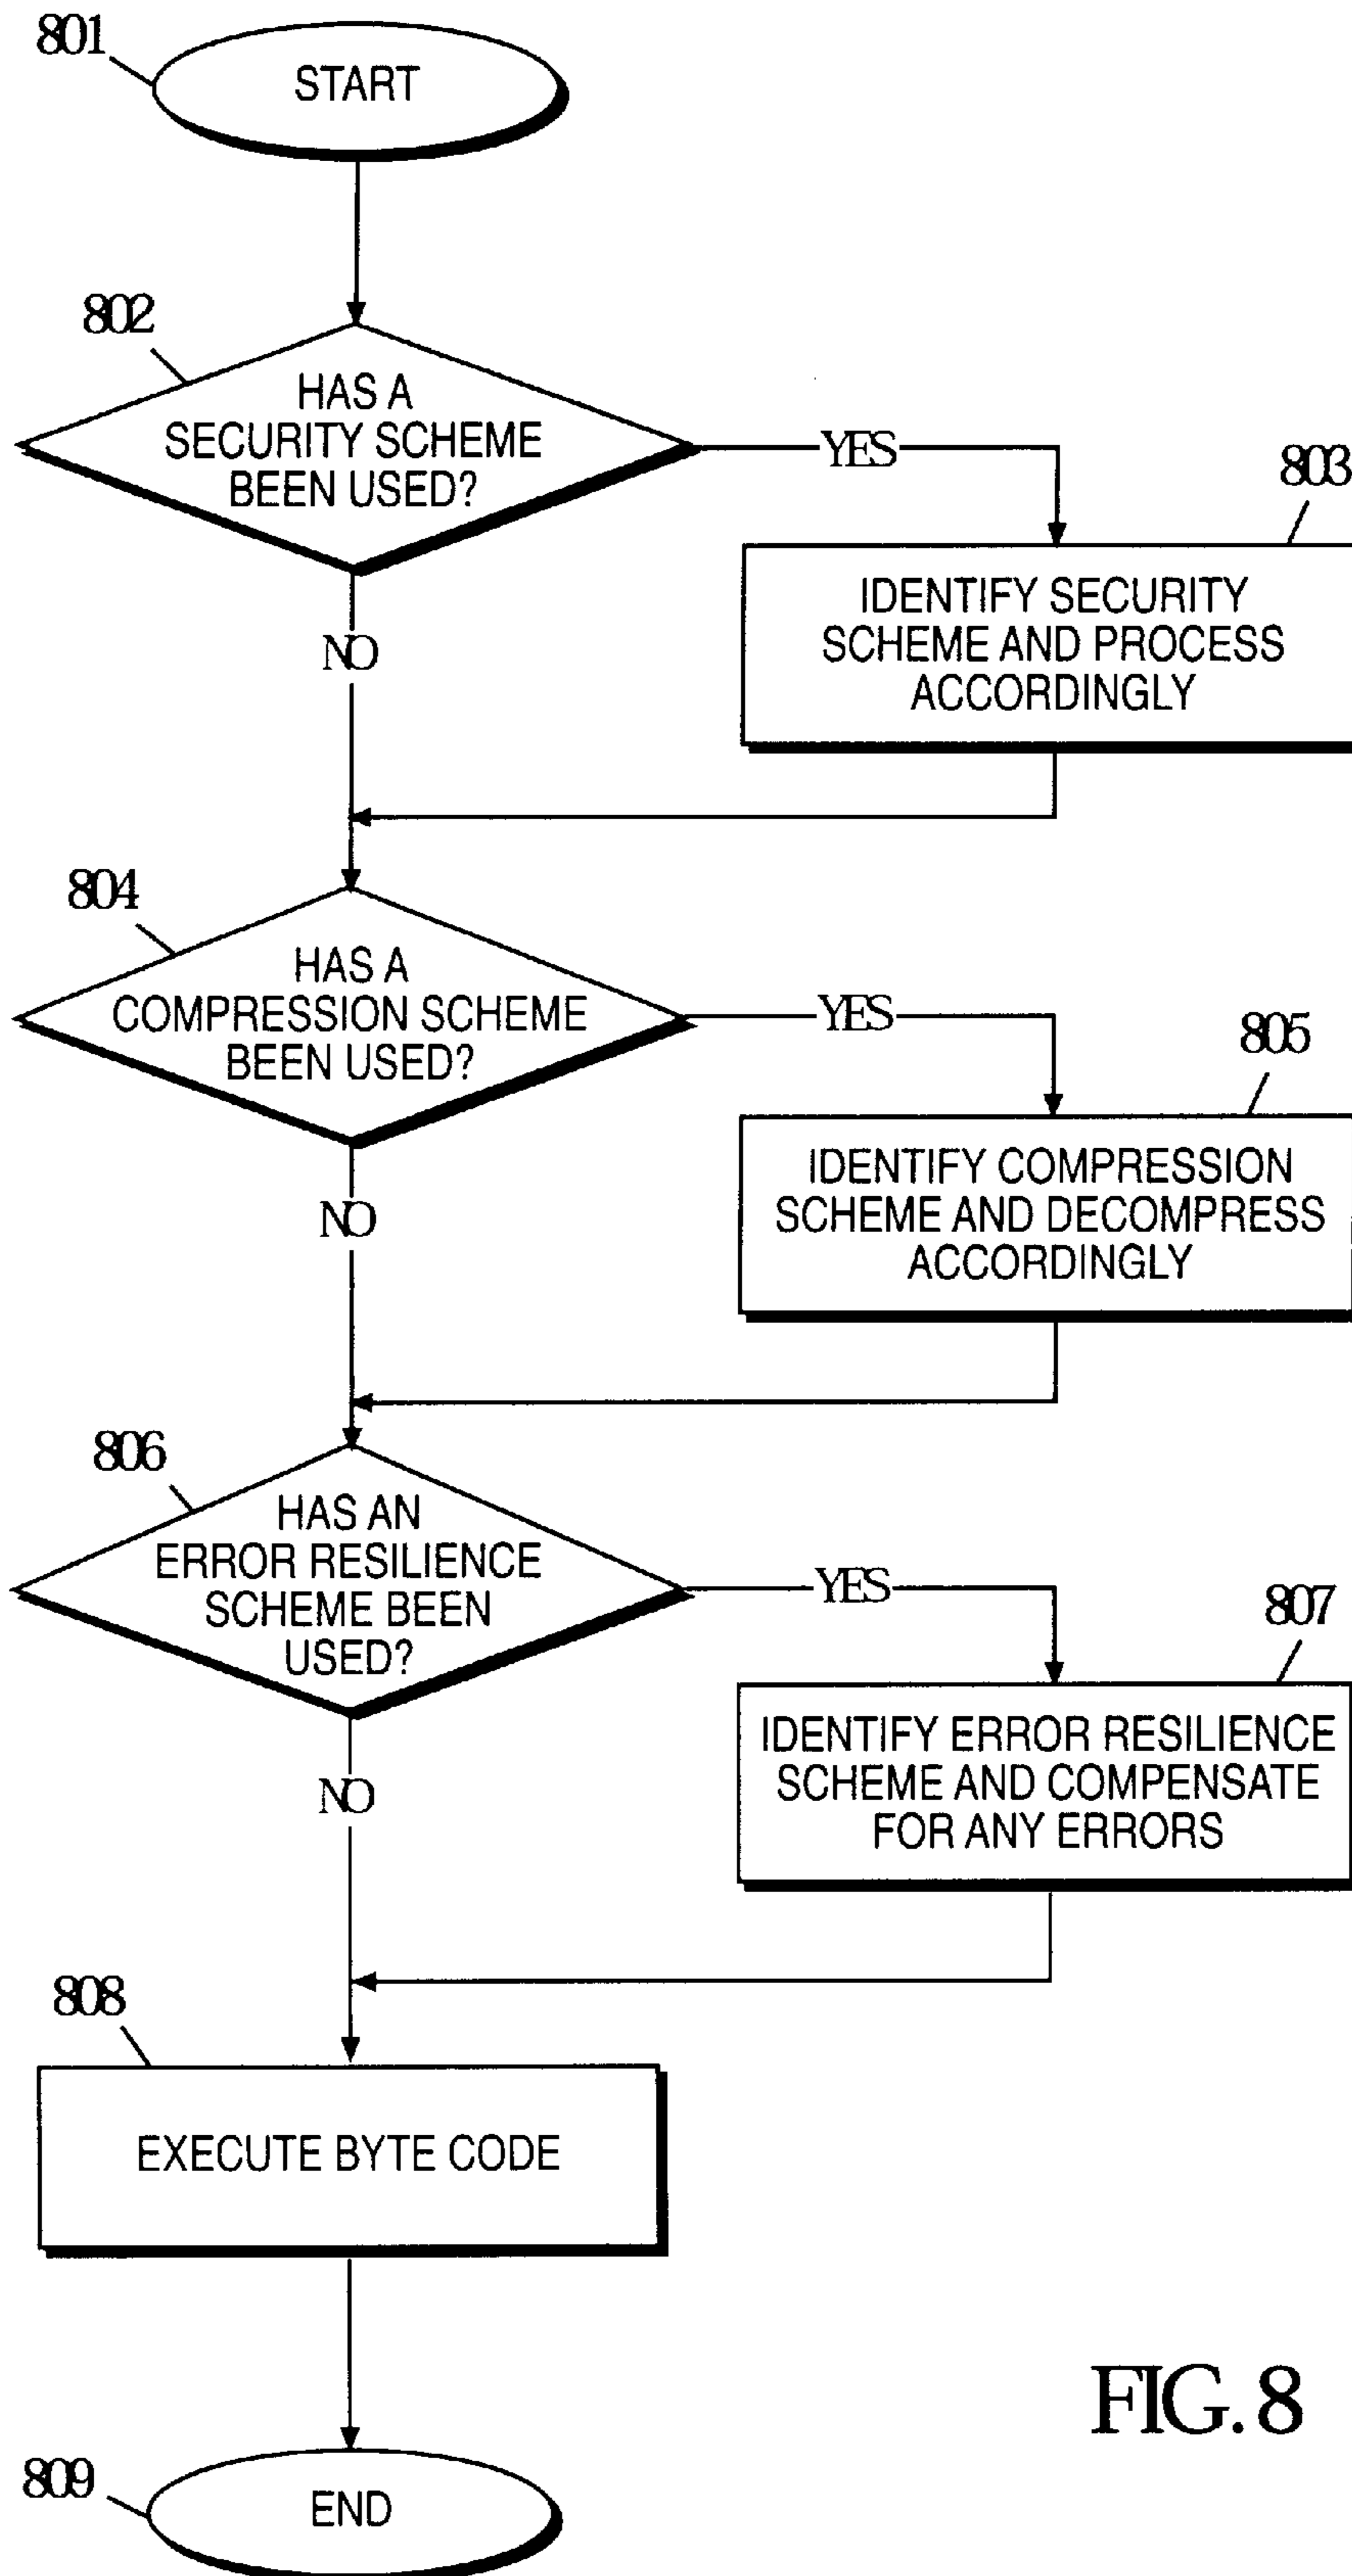 801
START
802
HAS A
SECURITY SCHEME
BEEN USED?
YES
803
IDENTIFY SECURITY
SCHEME AND PROCESS
ACCORDINGLY
NO
804
HAS A
COMPRESSION SCHEME
BEEN USED?
YES
805
IDENTIFY COMPRESSION
SCHEME AND DECOMPRESS
ACCORDINGLY
NO
806
HAS AN
ERROR RESILIENCE
SCHEME BEEN
USED?
YES
807
IDENTIFY ERROR RESILIENCE
SCHEME AND COMPENSATE
FOR ANY ERRORS
NO
808
EXECUTE BYTE CODE
809
END
FIG. 8